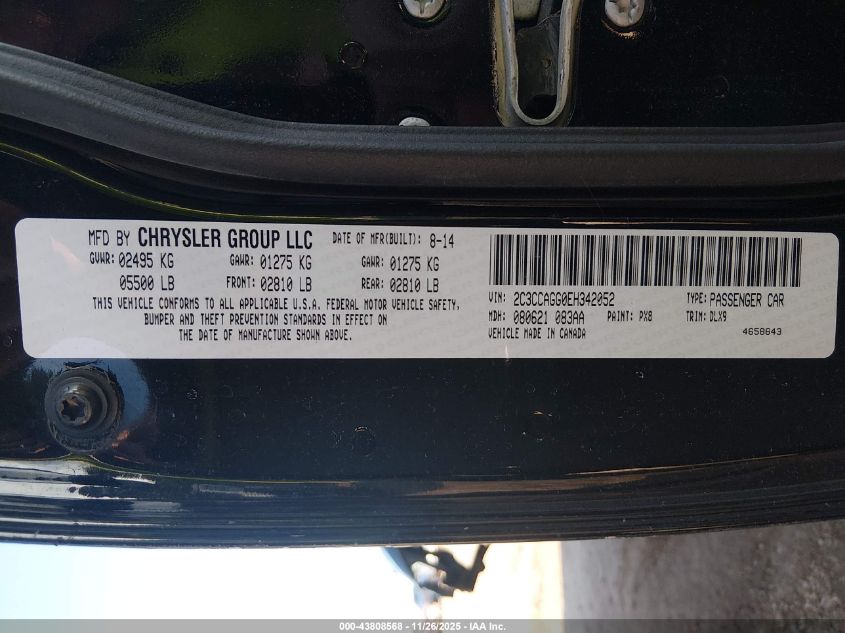 MFD BY CHRYSLER GROUP LLC DATE OF MFR(BUILT): 8-14
GVWR: 02495 KG GAWR: 01275 KG GAWR: 01275 KG
05500 LB FRONT: 02810 LB REAR: 02810 LB
THIS VEHICLE CONFORMS TO ALL APPLICABLE U.S.A. FEDERAL MOTOR VEHICLE SAFETY,
BUMPER AND THEFT PREVENTION STANDARDS IN EFFECT ON
THE DATE OF MANUFACTURE SHOWN ABOVE.
VIN: 2C3CCAGG0EH342052 TYPE: PASSENGER CAR
MDH: 080621 083AA PAINT: PX8 TRIM: DLX9
VEHICLE MADE IN CANADA 4658643
000-43808568 - 11/26/2025 - IAA Inc.